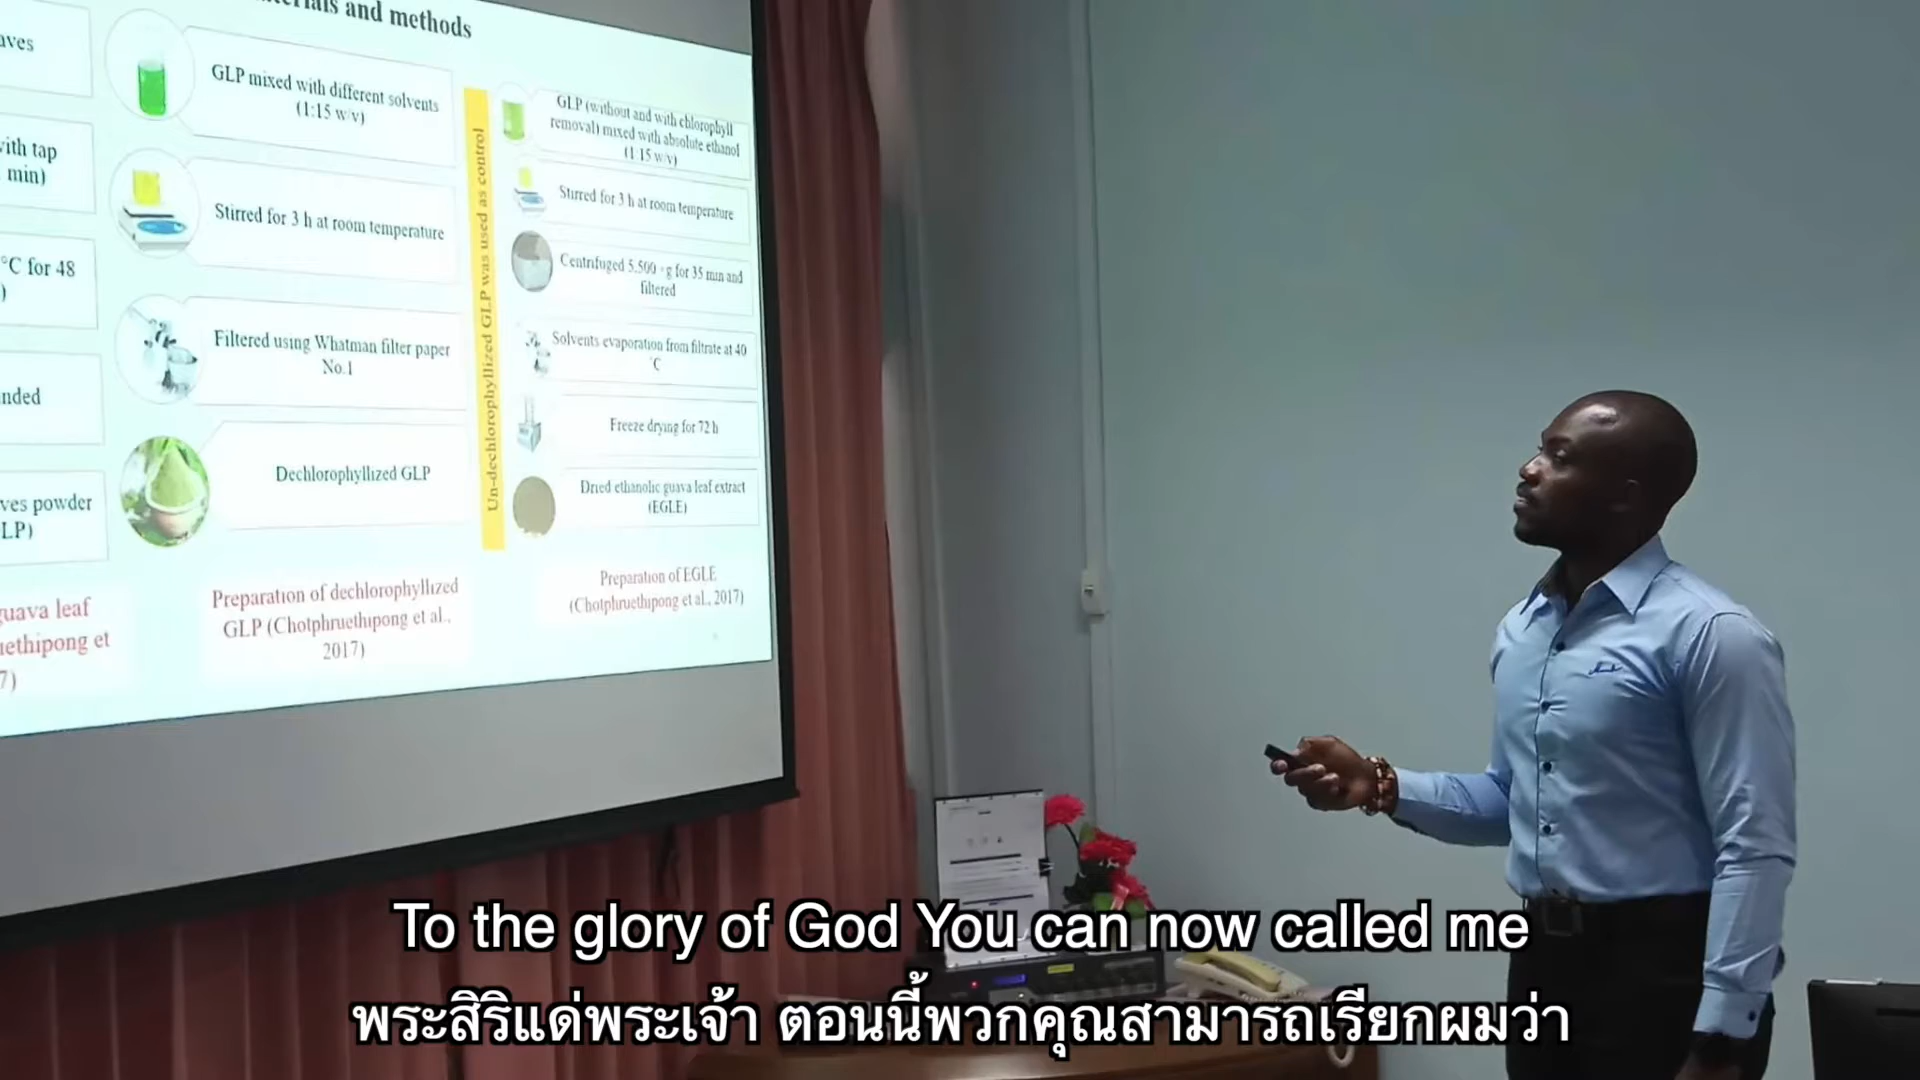 and methods
aves
with tap
min)
°C for 48
)
nded
ves powder
LP)
guava leaf
uethipong et
7)
GLP mixed with different solvents
(1:15 w/v)
Stirred for 3 h at room temperature
Filtered using Whatman filter paper
No.1
Dechlorophyllized GLP
Preparation of dechlorophyllized
GLP (Chotphruethipong et al.,
2017)
Un-dechlorophyllized GLP was used as control
GLP (without and with chlorophyll
removal) mixed with absolute ethanol
(1:15 w/v)
Stirred for 3 h at room temperature
Centrifuged 5,500 × g for 35 min and
filtered
Solvents evaporation from filtrate at 40
°C
Freeze drying for 72 h
Dried ethanolic guava leaf extract
(EGLE)
Preparation of EGLE
(Chotphruethipong et al., 2017)
To the glory of God You can now called me
พระสิริแด่พระเจ้า ตอนนี้พวกคุณสามารถเรียกผมว่า